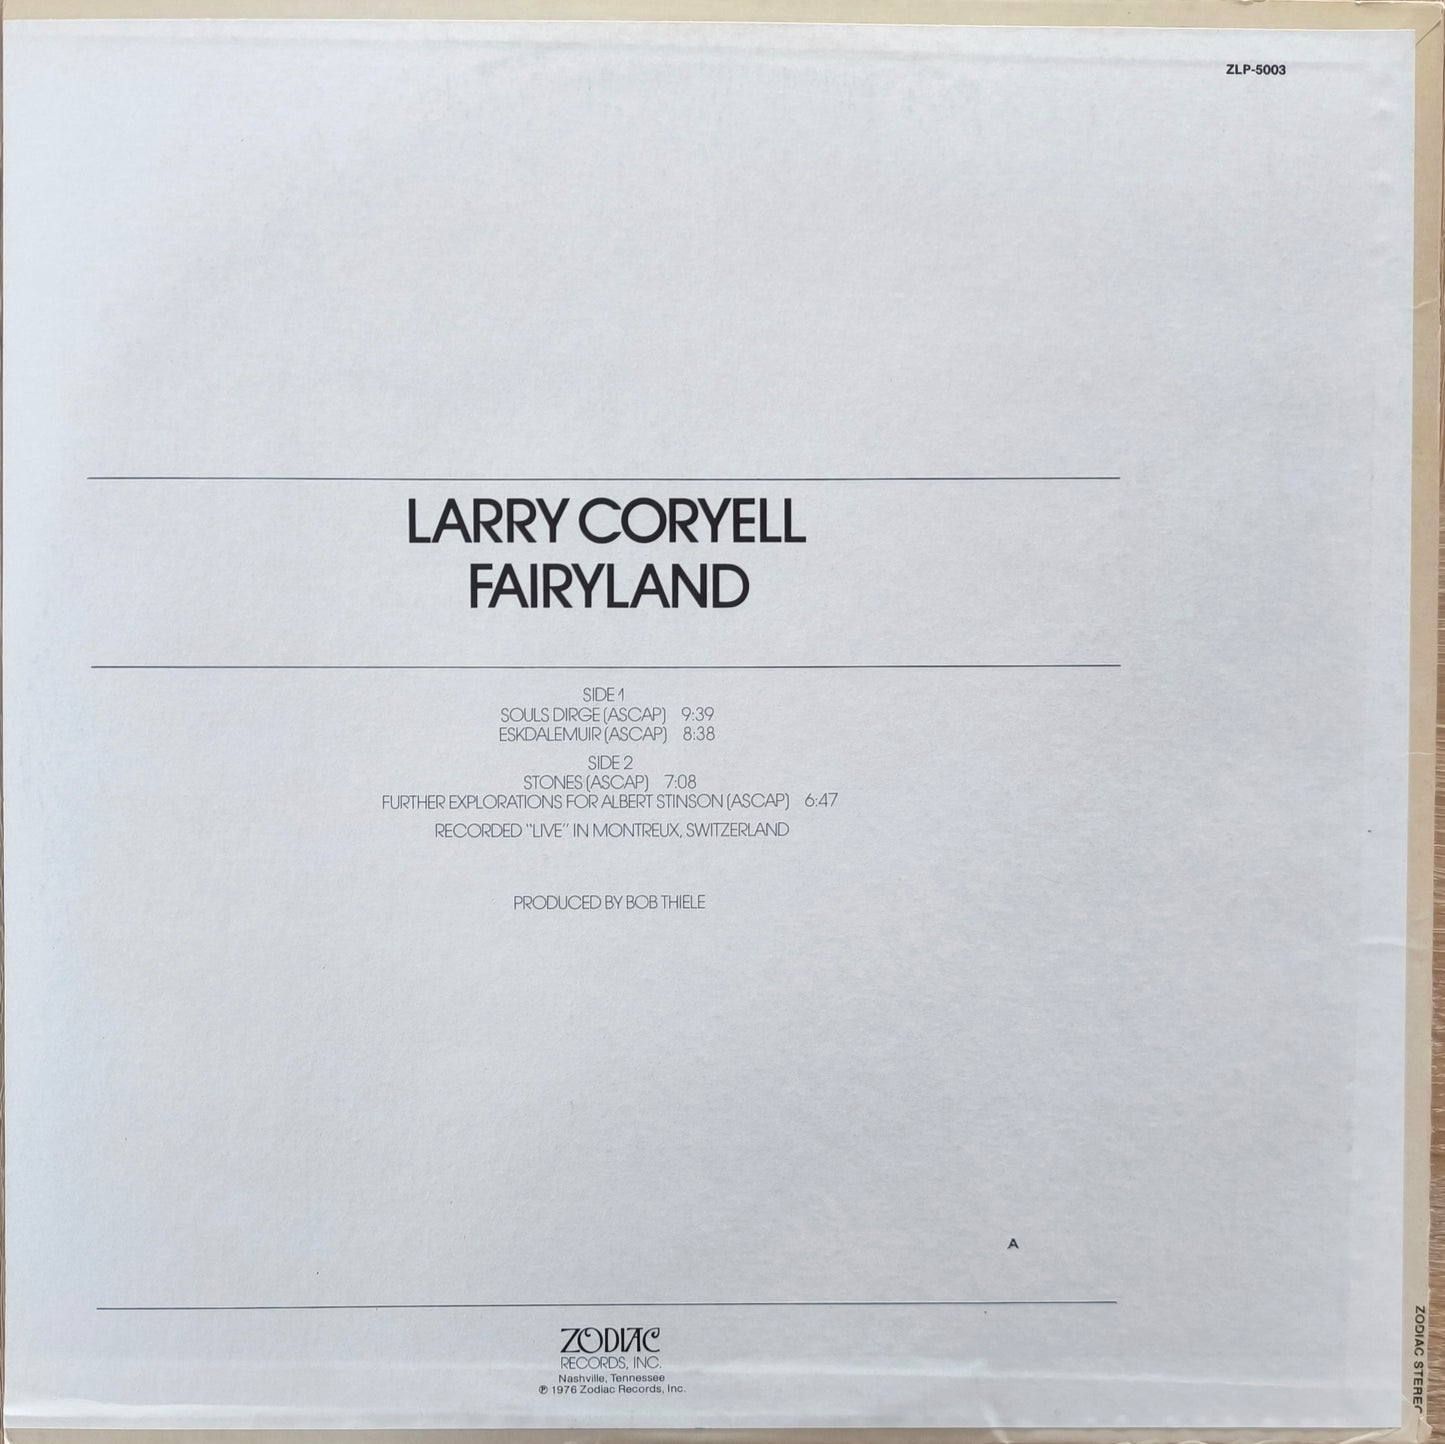 ZLP-5003
LARRY CORYELL
FAIRYLAND
SIDE 1
SOULS DIRGE (ASCAP) 9:39
ESKDALEMUIR (ASCAP) 8:38
SIDE 2
STONES (ASCAP) 7:08
FURTHER EXPLORATIONS FOR ALBERT STINSON (ASCAP) 6:47
RECORDED "LIVE" IN MONTREUX, SWITZERLAND
PRODUCED BY BOB THIELE
A
ZODIAC
RECORDS, INC.
Nashville, Tennessee
℗ 1976 Zodiac Records, Inc.
ZODIAC STEREO